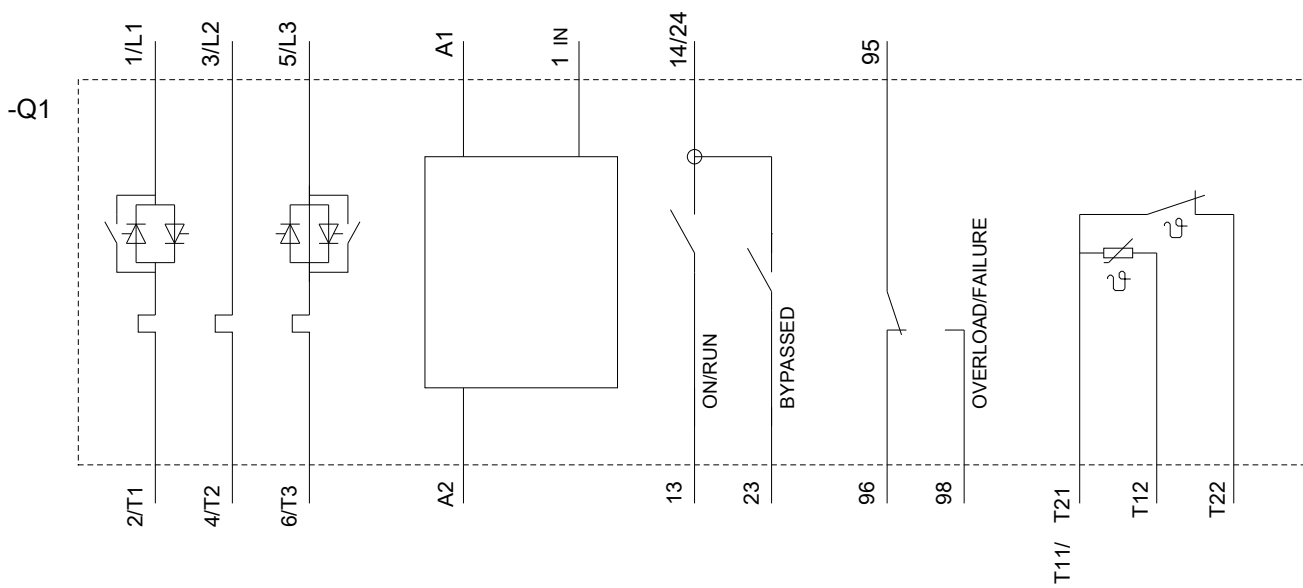 1/L1
3/L2
5/L3
A1
1 IN
14/24
95
-Q1
ON/RUN
BYPASSED
OVERLOAD/FAILURE
ϑ
ϑ
2/T1
4/T2
6/T3
A2
13
23
96
98
T11/ T21
T12
T22